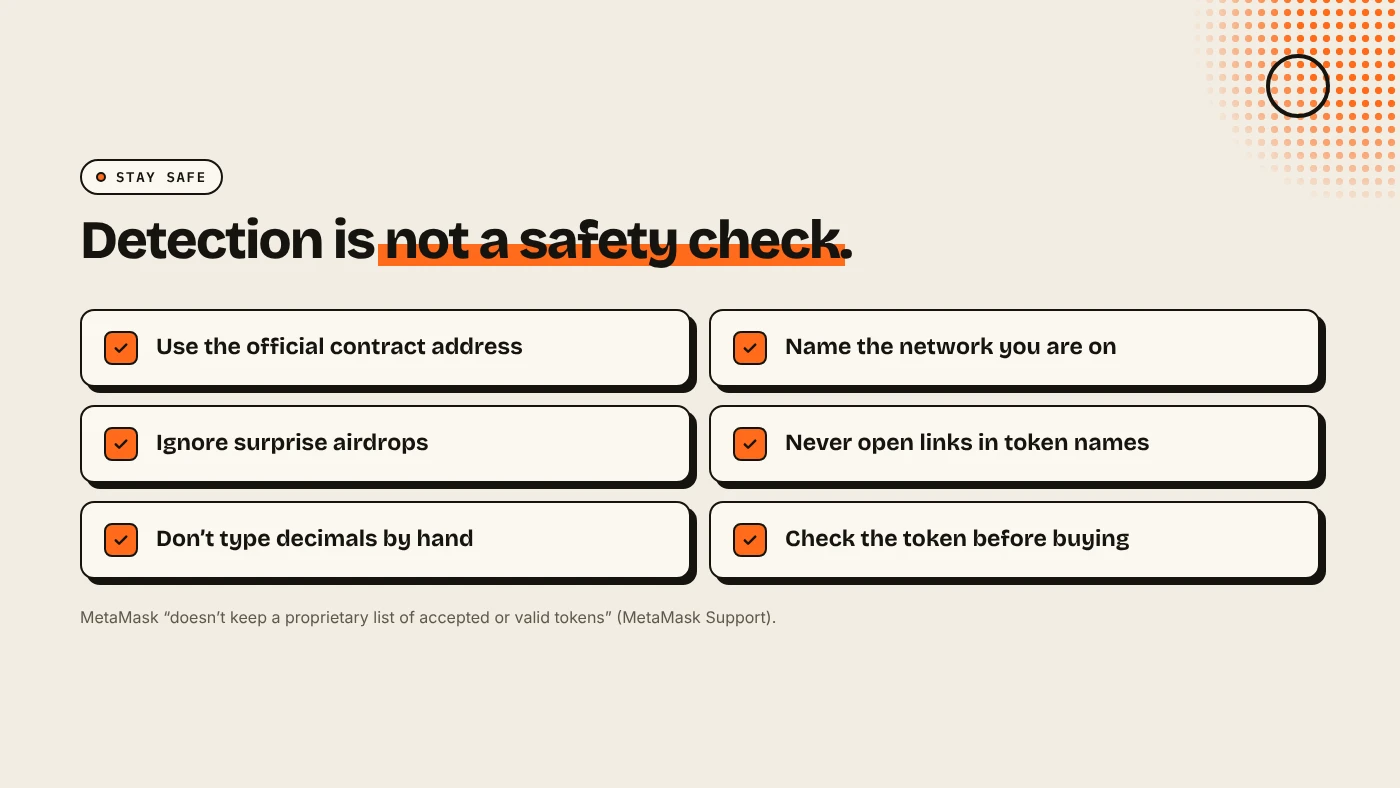 STAY SAFE
Detection is not a safety check.
Use the official contract address
Name the network you are on
Ignore surprise airdrops
Never open links in token names
Don’t type decimals by hand
Check the token before buying
MetaMask “doesn’t keep a proprietary list of accepted or valid tokens” (MetaMask Support).